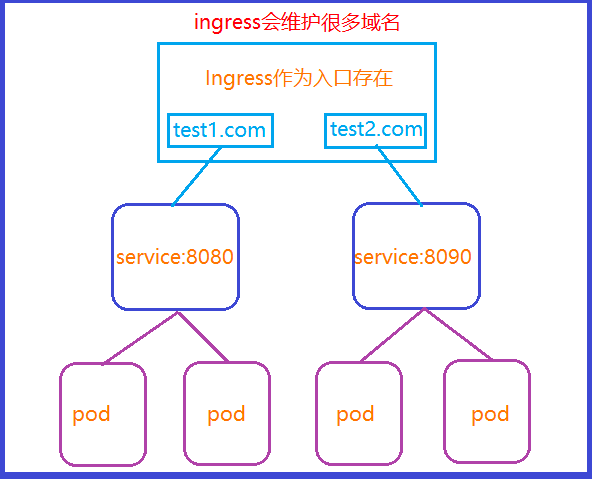 ingress会维护很多域名
Ingress作为入口存在
test1.com
test2.com
service:8080
service:8090
pod
pod
pod
pod